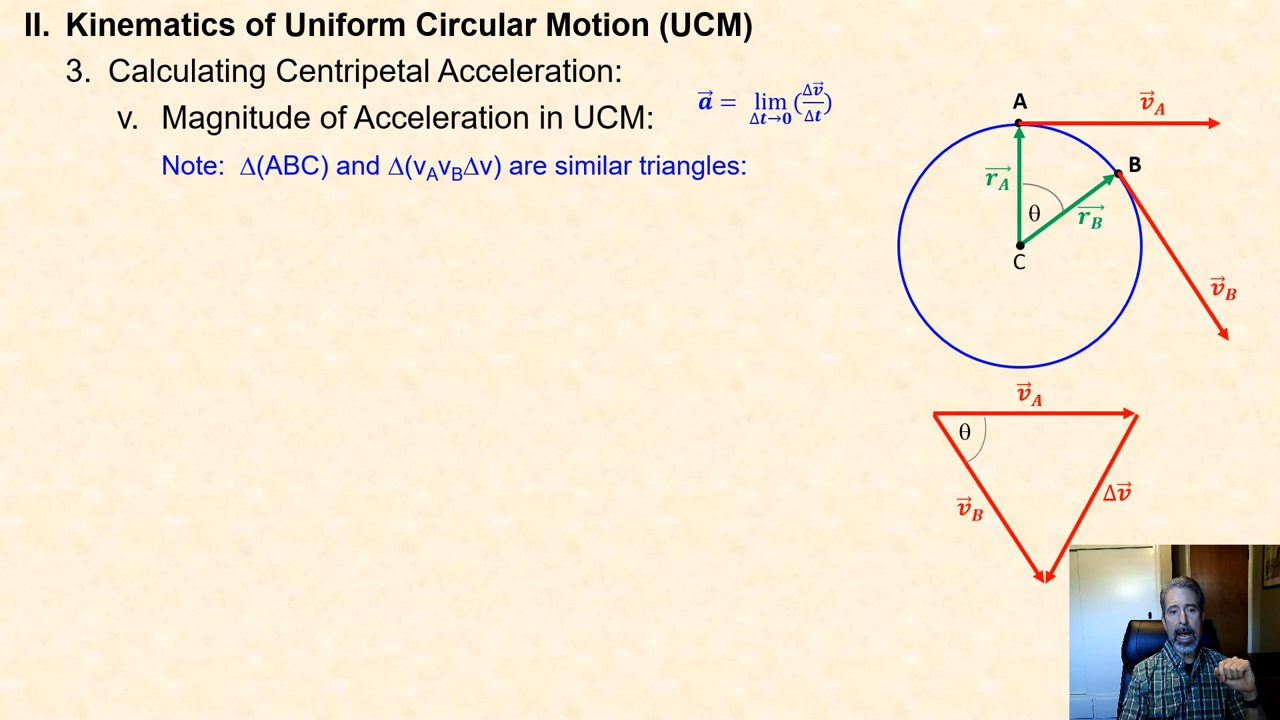 II. Kinematics of Uniform Circular Motion (UCM)
3. Calculating Centripetal Acceleration:
v. Magnitude of Acceleration in UCM:
a⃗ = lim Δt→0 (Δv⃗/Δt)
Note: Δ(ABC) and Δ(vAvBΔv) are similar triangles:
A
v⃗A
B
r⃗A
θ
r⃗B
C
v⃗B
v⃗A
θ
v⃗B
Δv⃗